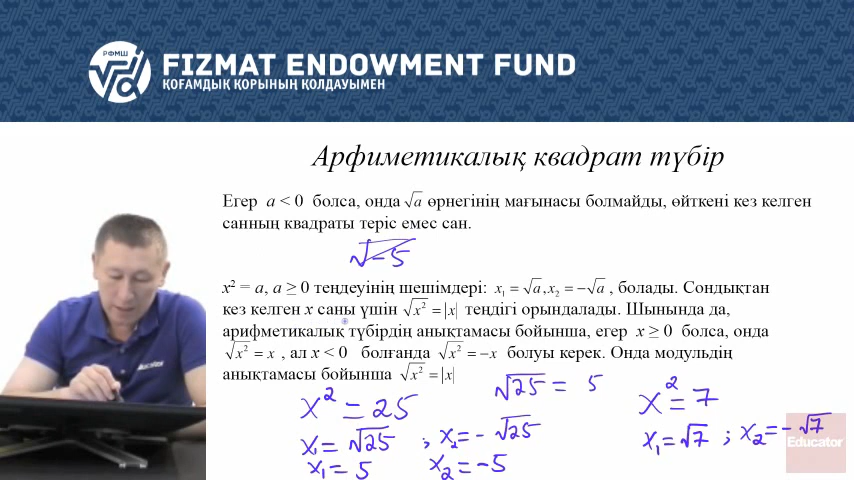 РФМШ
FIZMAT ENDOWMENT FUND
ҚОҒАМДЫҚ ҚОРЫНЫҢ ҚОЛДАУЫМЕН
Арфиметикалық квадрат түбір
Егер a < 0 болса, онда √a өрнегінің мағынасы болмайды, өйткені кез келген
санның квадраты теріс емес сан.
√-5
x² = a, a ≥ 0 теңдеуінің шешімдері: x₁ = √a, x₂ = −√a , болады. Сондықтан
кез келген x саны үшін √x² = |x| теңдігі орындалады. Шынында да,
арифметикалық түбірдің анықтамасы бойынша, егер x ≥ 0 болса, онда
√x² = x , ал x < 0 болғанда √x² = −x болуы керек. Онда модульдің
анықтамасы бойынша √x² = |x|
x² = 25 √25 = 5 x² = 7
x₁ = √25 ; x₂ = −√25 x₁ = √7 ; x₂ = −√7
x₁ = 5 x₂ = −5
Educator